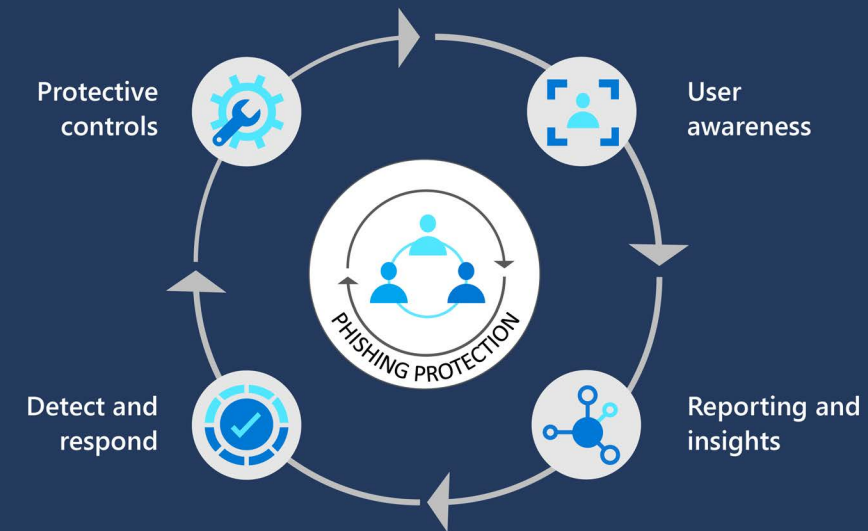 Protective
controls
User
awareness
PHISHING PROTECTION
Detect and
respond
Reporting and
insights